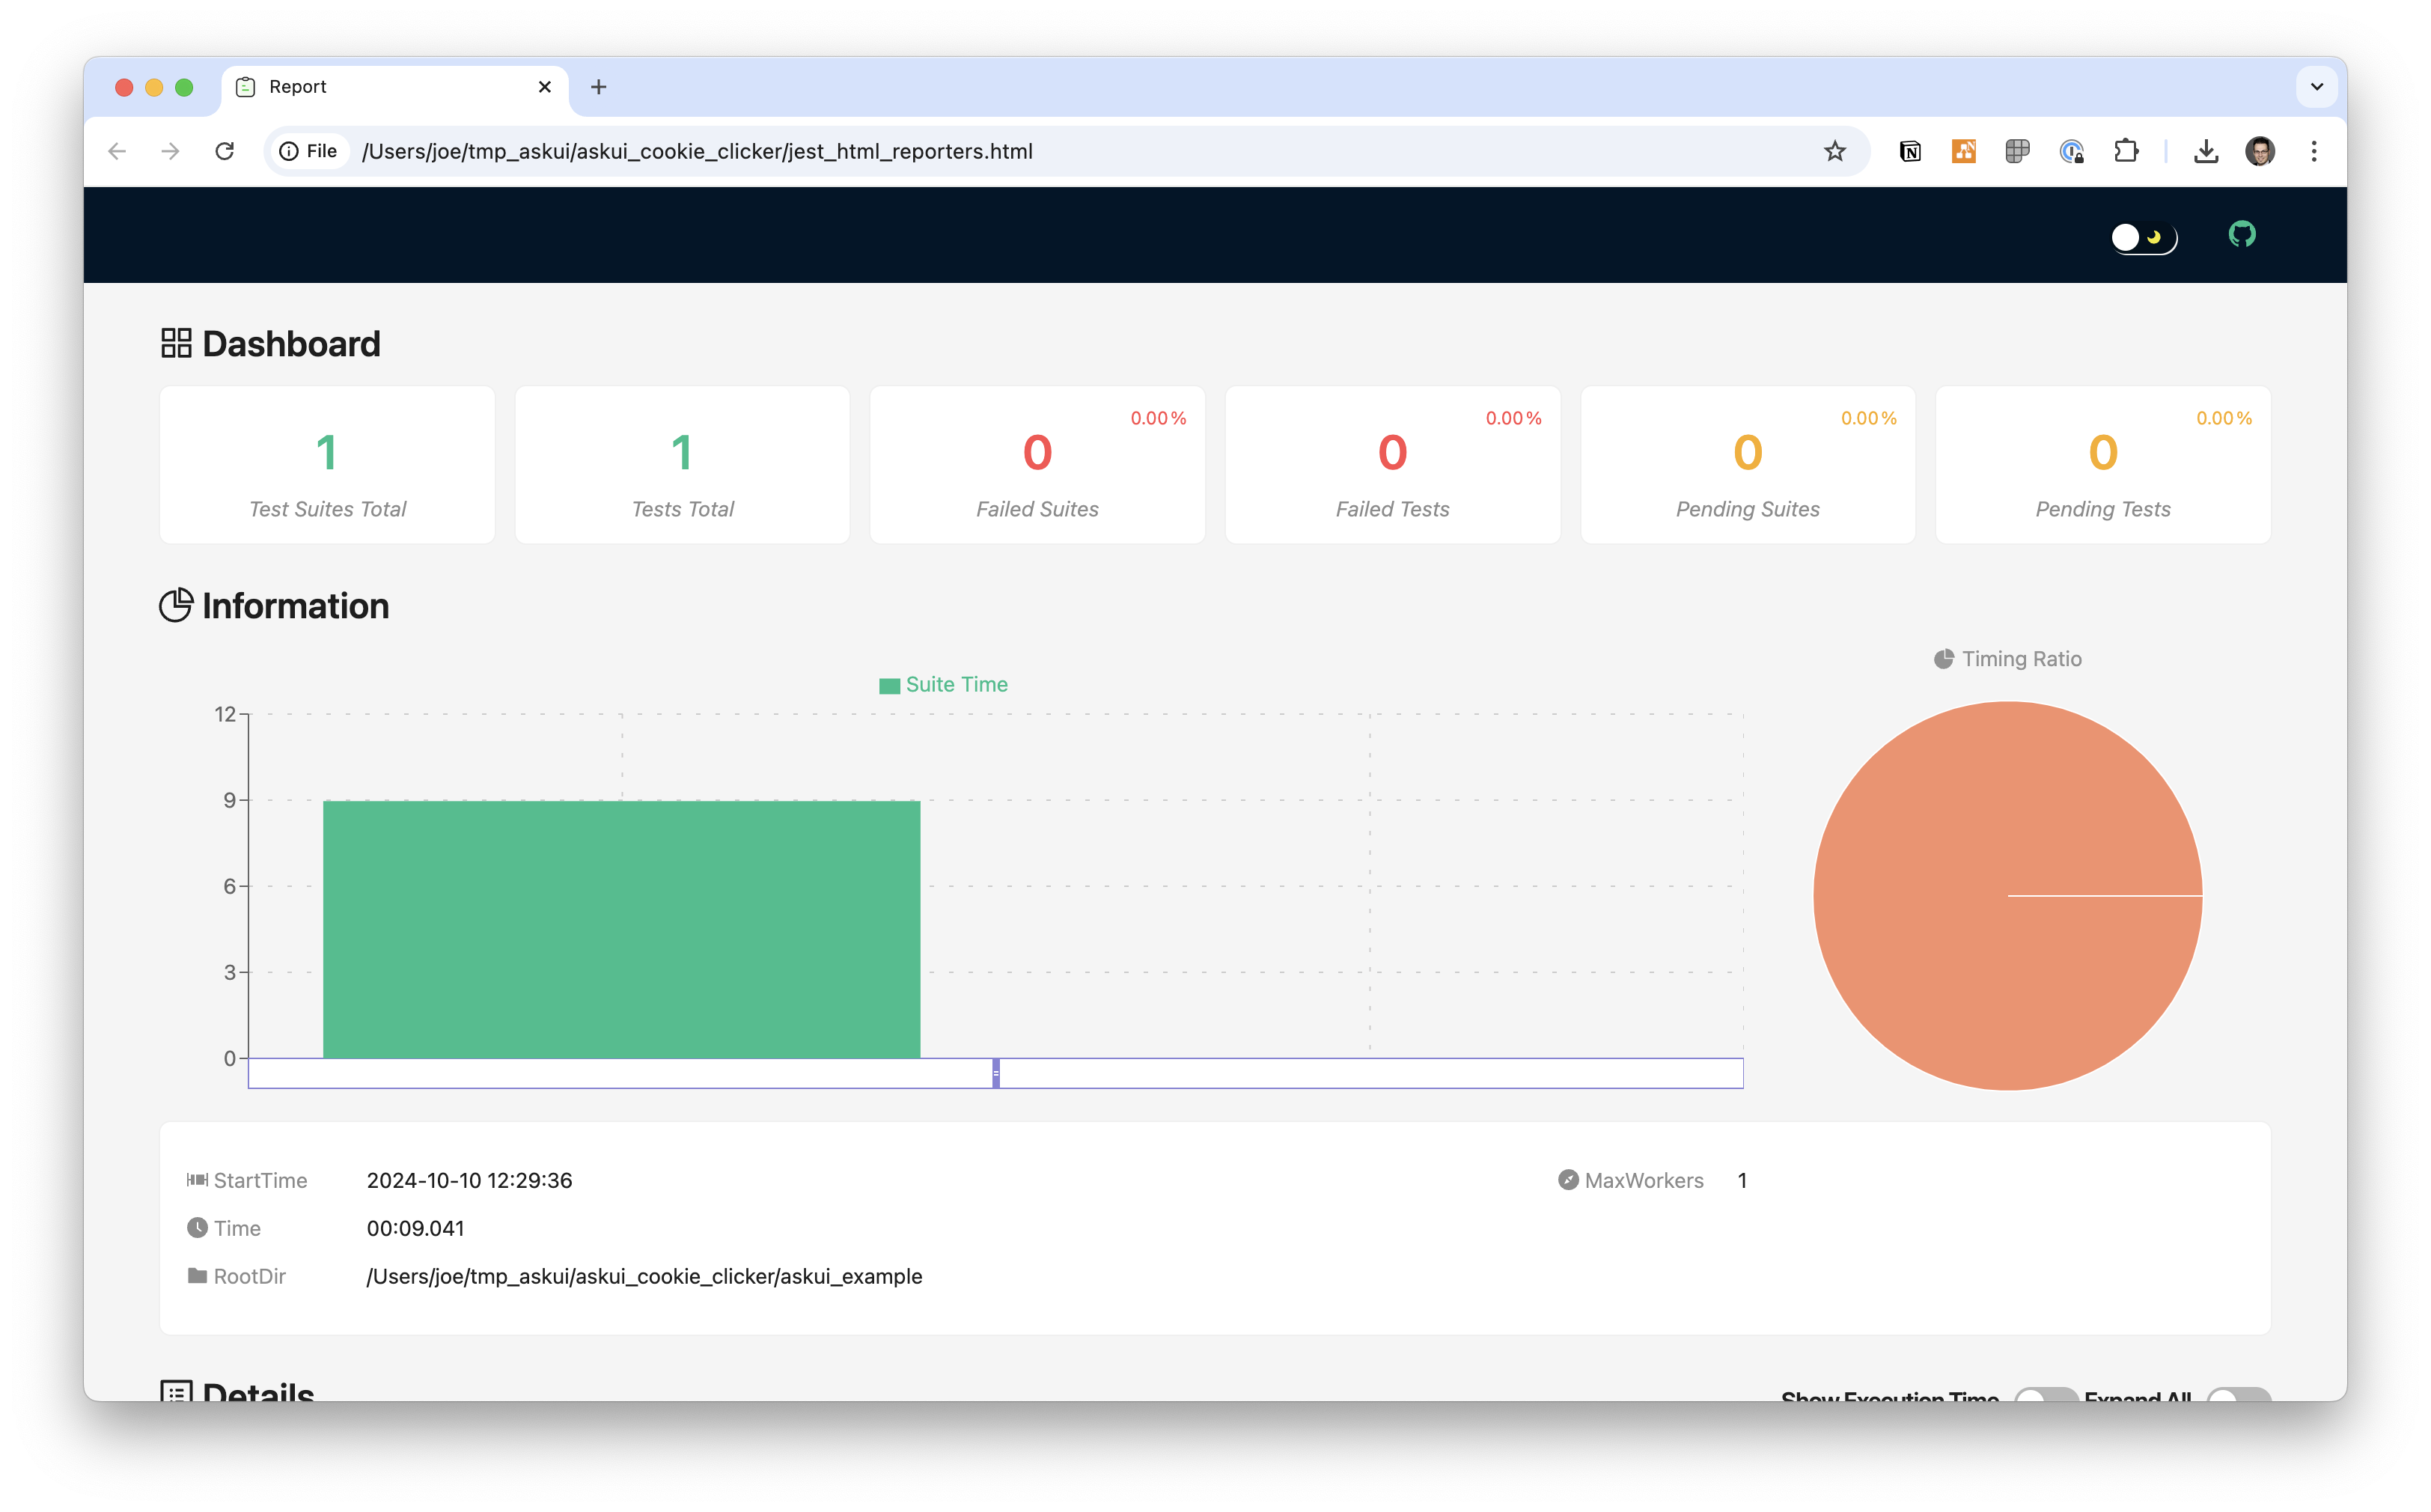 Report
File /Users/joe/tmp_askui/askui_cookie_clicker/jest_html_reporters.html
Dashboard
1
Test Suites Total
1
Tests Total
0.00%
0
Failed Suites
0.00%
0
Failed Tests
0.00%
0
Pending Suites
0.00%
0
Pending Tests
Information
Timing Ratio
Suite Time
12
9
6
3
0
StartTime 2024-10-10 12:29:36
MaxWorkers 1
Time 00:09.041
RootDir /Users/joe/tmp_askui/askui_cookie_clicker/askui_example
Details
Show Execution Time Expand All